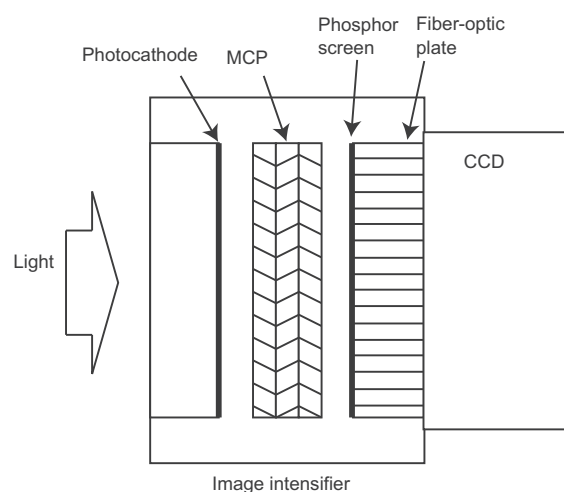 Photocathode
MCP
Phosphor
screen
Fiber-optic
plate
CCD
Light
Image intensifier